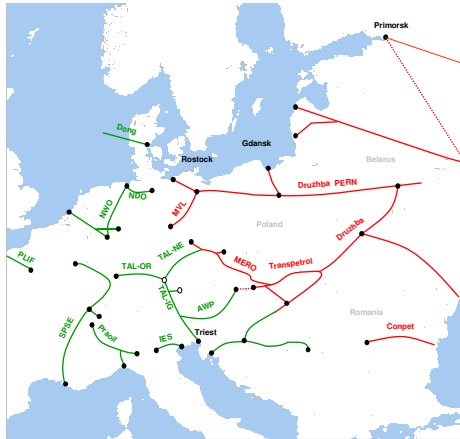 Primorsk
Dong
Gdansk
Rostock
Belarus
Druzhba PERN
NDO
NWO
MVL
Poland
Druzhba
TAL-NE
PLIF
TAL-OR
MERO
Transpetrol
TAL-IG
AWP
SPSE
Praoil
IES
Triest
Romania
Conpet